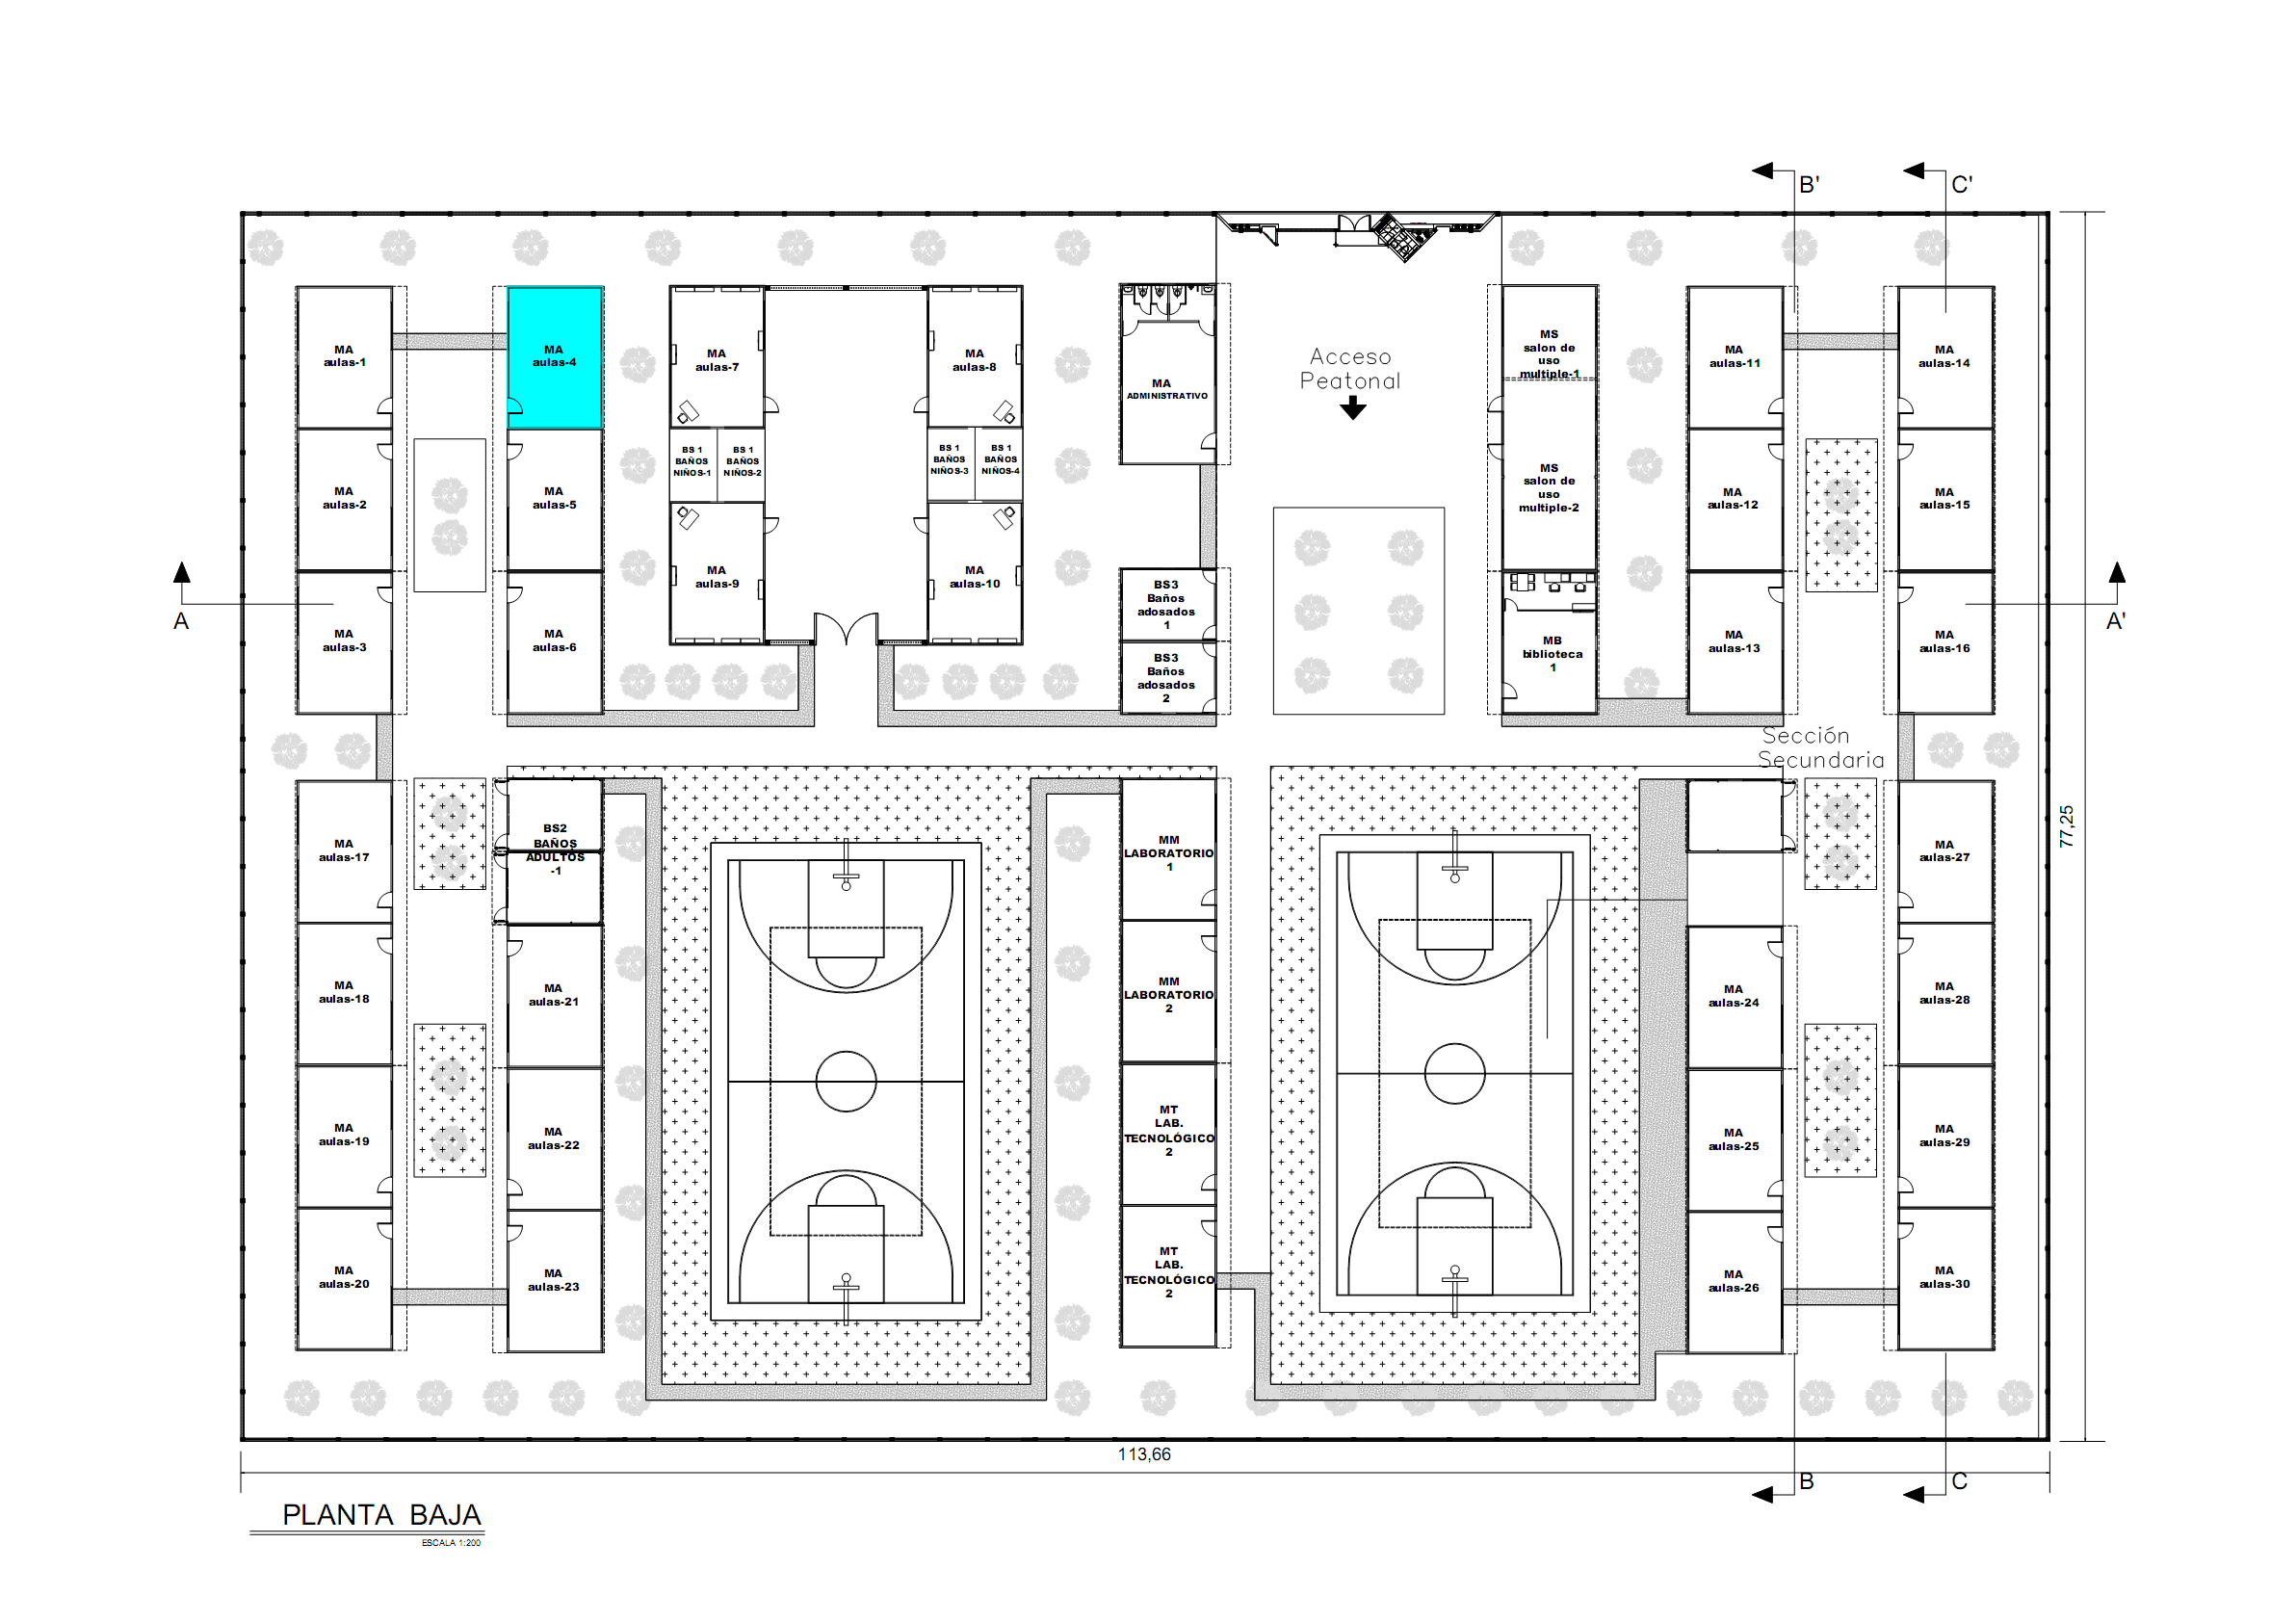 B'
C'
MA
aulas-1
MA
aulas-4
MA
aulas-7
MA
aulas-8
MA
ADMINISTRATIVO
Acceso
Peatonal
MS
salon de
uso
multiple-1
MA
aulas-11
MA
aulas-14
BS 1
BAÑOS
NIÑOS-1
BS 1
BAÑOS
NIÑOS-2
BS 1
BAÑOS
NIÑOS-3
BS 1
BAÑOS
NIÑOS-4
MA
aulas-2
MA
aulas-5
MS
salon de
uso
multiple-2
MA
aulas-12
MA
aulas-15
MA
aulas-9
MA
aulas-10
BS3
Baños
adosados
1
A
A'
MA
aulas-3
MA
aulas-6
BS3
Baños
adosados
2
MB
biblioteca
1
MA
aulas-13
MA
aulas-16
Sección
Secundaria
77,25
MA
aulas-17
BS2
BAÑOS
ADULTOS
-1
MM
LABORATORIO
1
MA
aulas-27
MA
aulas-18
MA
aulas-21
MM
LABORATORIO
2
MA
aulas-24
MA
aulas-28
MA
aulas-19
MA
aulas-22
MT
LAB.
TECNOLÓGICO
2
MA
aulas-25
MA
aulas-29
MA
aulas-20
MA
aulas-23
MT
LAB.
TECNOLÓGICO
2
MA
aulas-26
MA
aulas-30
113,66
B
C
PLANTA BAJA
ESCALA 1:200